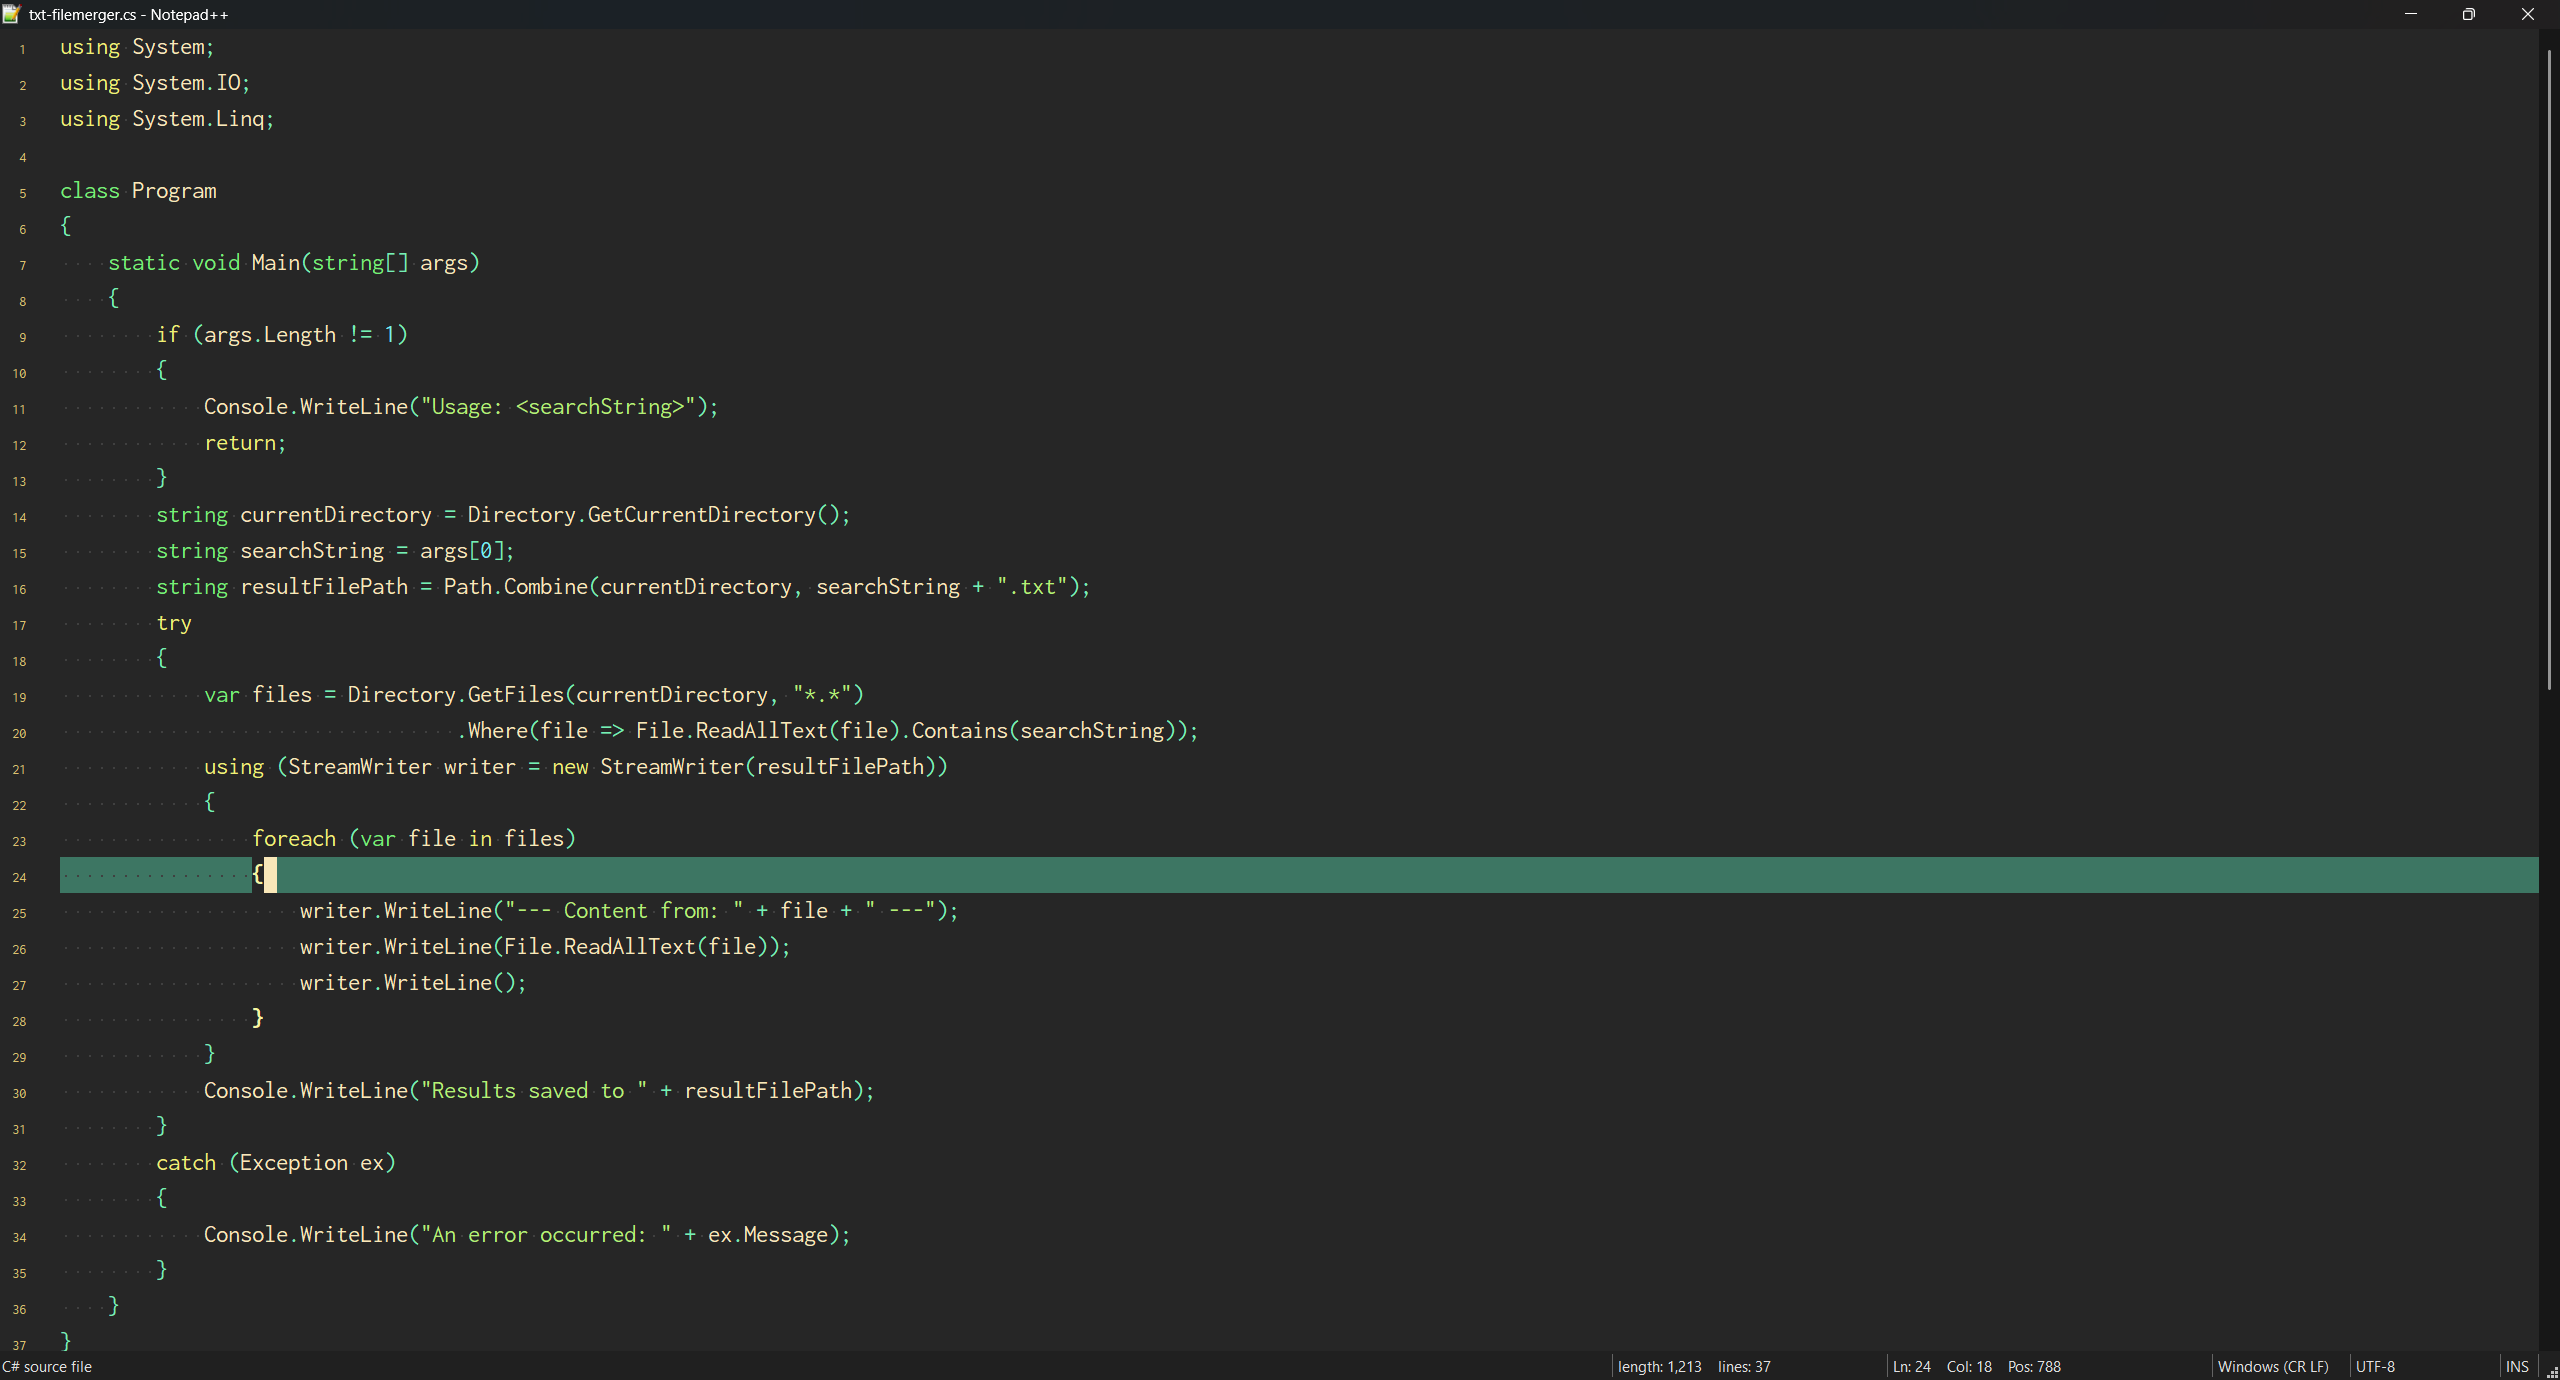 txt-filemerger.cs - Notepad++
1 using System;
2 using System.IO;
3 using System.Linq;
4
5 class Program
6 {
7     static void Main(string[] args)
8     {
9         if (args.Length != 1)
10         {
11             Console.WriteLine("Usage: <searchString>");
12             return;
13         }
14         string currentDirectory = Directory.GetCurrentDirectory();
15         string searchString = args[0];
16         string resultFilePath = Path.Combine(currentDirectory, searchString + ".txt");
17         try
18         {
19             var files = Directory.GetFiles(currentDirectory, "*.*")
20                                  .Where(file => File.ReadAllText(file).Contains(searchString));
21             using (StreamWriter writer = new StreamWriter(resultFilePath))
22             {
23                 foreach (var file in files)
24                 {
25                     writer.WriteLine("--- Content from: " + file + " ---");
26                     writer.WriteLine(File.ReadAllText(file));
27                     writer.WriteLine();
28                 }
29             }
30             Console.WriteLine("Results saved to " + resultFilePath);
31         }
32         catch (Exception ex)
33         {
34             Console.WriteLine("An error occurred: " + ex.Message);
35         }
36     }
37 }
C# source file length: 1,213 lines: 37 Ln: 24 Col: 18 Pos: 788 Windows (CR LF) UTF-8 INS